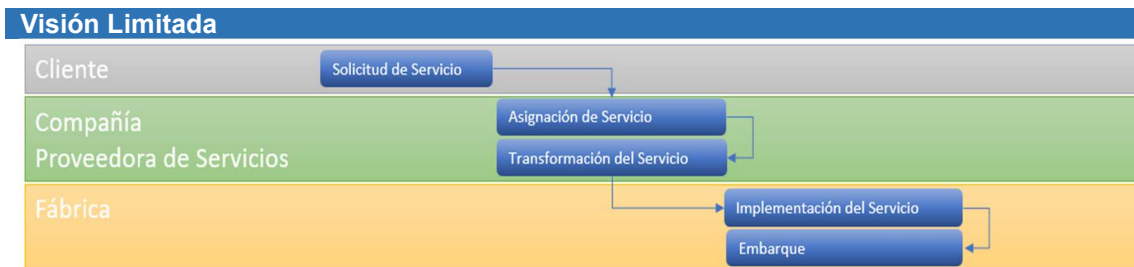 Visión Limitada
Cliente
Solicitud de Servicio
Compañía
Proveedora de Servicios
Asignación de Servicio
Transformación del Servicio
Fábrica
Implementación del Servicio
Embarque